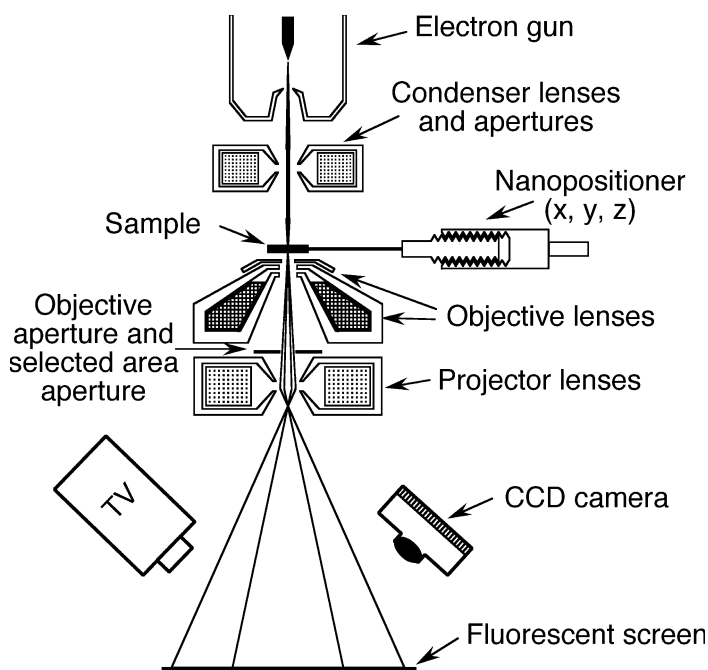 Electron gun
Condenser lenses
and apertures
Nanopositioner
(x, y, z)
Sample
Objective
aperture and
selected area
aperture
Objective lenses
Projector lenses
TV
CCD camera
Fluorescent screen